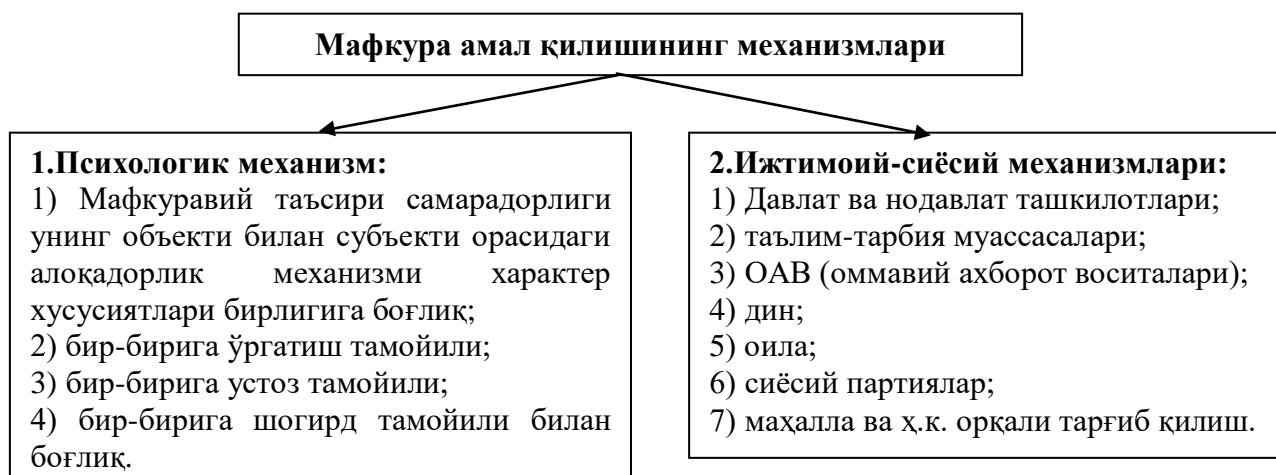 Мафкура амал қилишининг механизмлари
1.Психологик механизм:
1) Мафкуравий таъсири самарадорлиги
унинг объекти билан субъекти орасидаги
алоқадорлик механизми характер
хусусиятлари бирлигига боғлиқ;
2) бир-бирига ўргатиш тамойили;
3) бир-бирига устоз тамойили;
4) бир-бирига шогирд тамойили билан
боғлиқ.
2.Ижтимоий-сиёсий механизмлари:
1) Давлат ва нодавлат ташкилотлари;
2) таълим-тарбия муассасалари;
3) ОАВ (оммавий ахборот воситалари);
4) дин;
5) оила;
6) сиёсий партиялар;
7) маҳалла ва ҳ.к. орқали тарғиб қилиш.